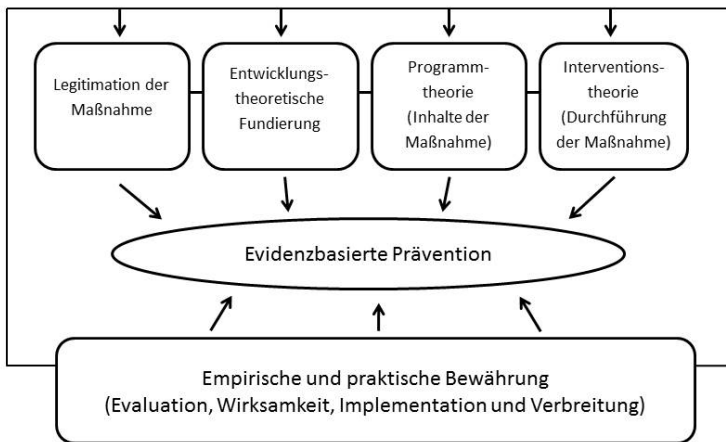 Legitimation der
Maßnahme
Entwicklungs-
theoretische
Fundierung
Programm-
theorie
(Inhalte der
Maßnahme)
Interventions-
theorie
(Durchführung
der Maßnahme)
Evidenzbasierte Prävention
Empirische und praktische Bewährung
(Evaluation, Wirksamkeit, Implementation und Verbreitung)